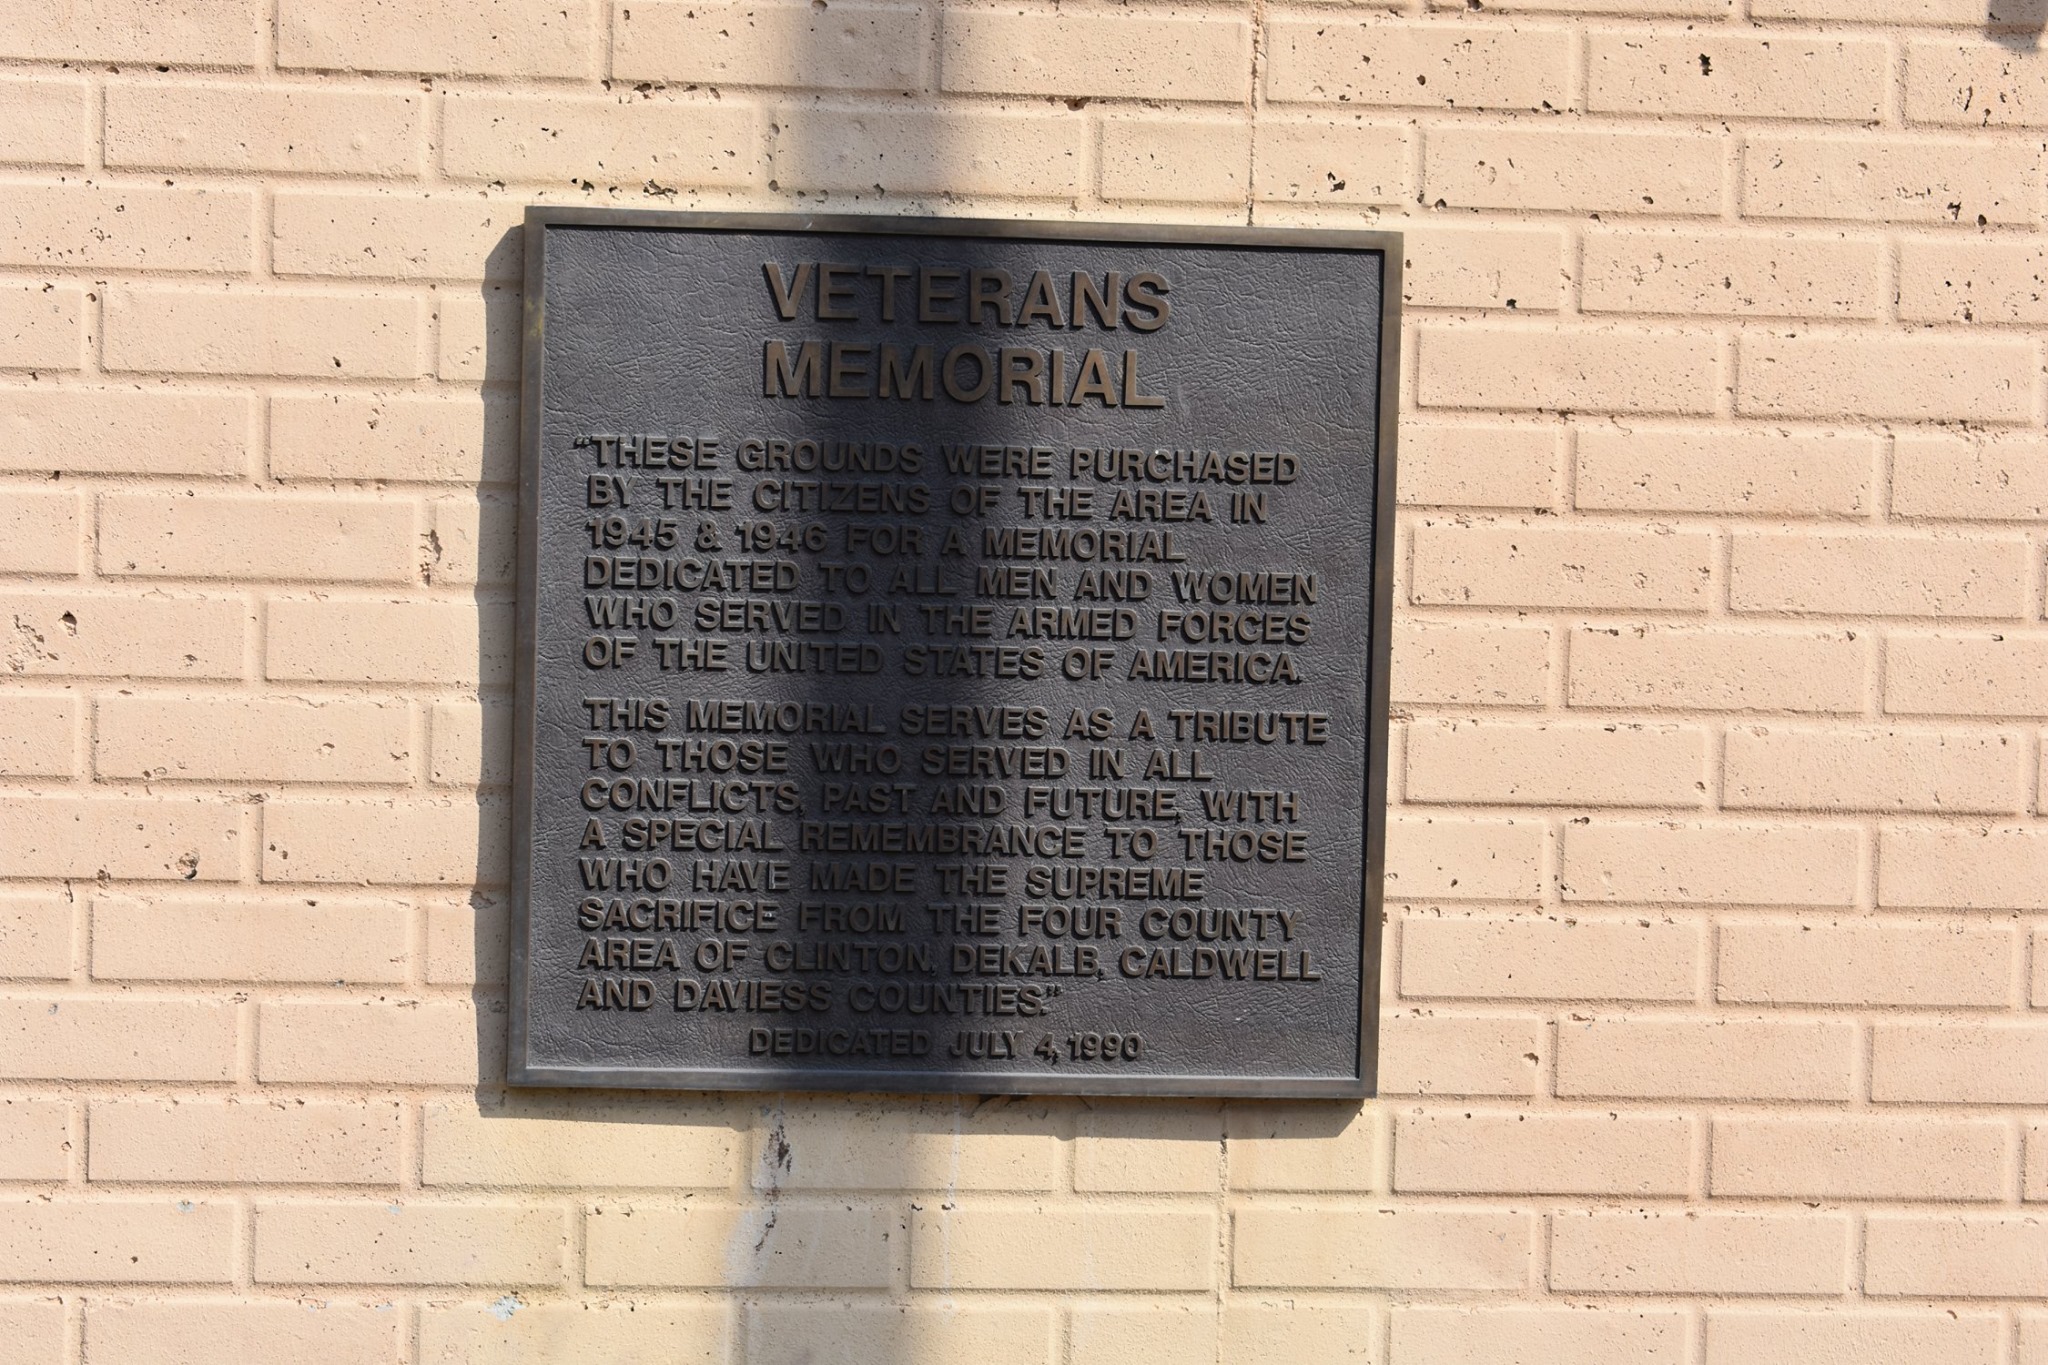 VETERANS
MEMORIAL
"THESE GROUNDS WERE PURCHASED
BY THE CITIZENS OF THE AREA IN
1945 & 1946 FOR A MEMORIAL
DEDICATED TO ALL MEN AND WOMEN
WHO SERVED IN THE ARMED FORCES
OF THE UNITED STATES OF AMERICA.
THIS MEMORIAL SERVES AS A TRIBUTE
TO THOSE WHO SERVED IN ALL
CONFLICTS, PAST AND FUTURE, WITH
A SPECIAL REMEMBRANCE TO THOSE
WHO HAVE MADE THE SUPREME
SACRIFICE FROM THE FOUR COUNTY
AREA OF CLINTON, DEKALB, CALDWELL
AND DAVIESS COUNTIES."
DEDICATED JULY 4, 1990